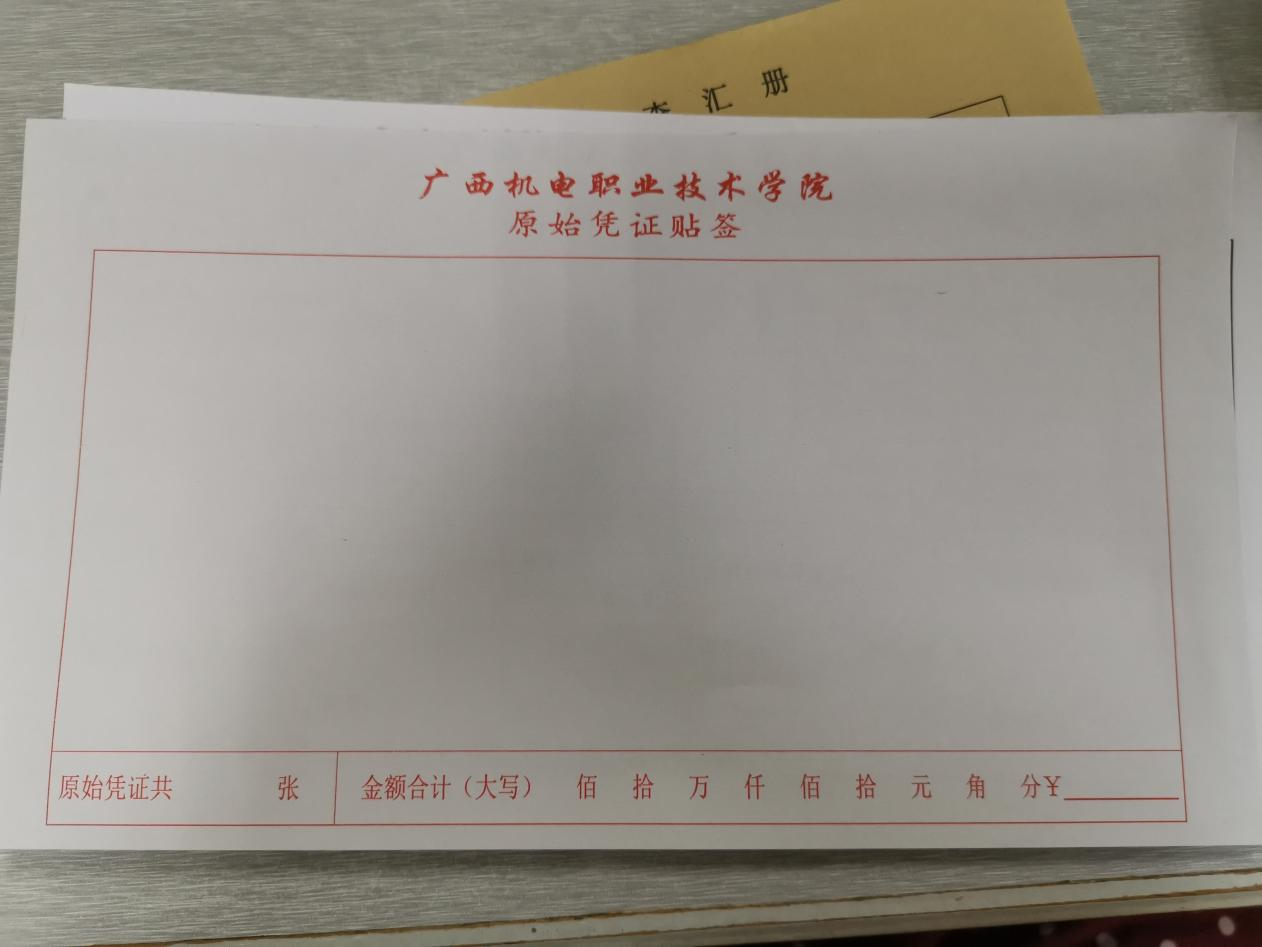 汇册
广西机电职业技术学院
原始凭证贴签
原始凭证共 张 金额合计（大写） 佰 拾 万 仟 佰 拾 元 角 分¥